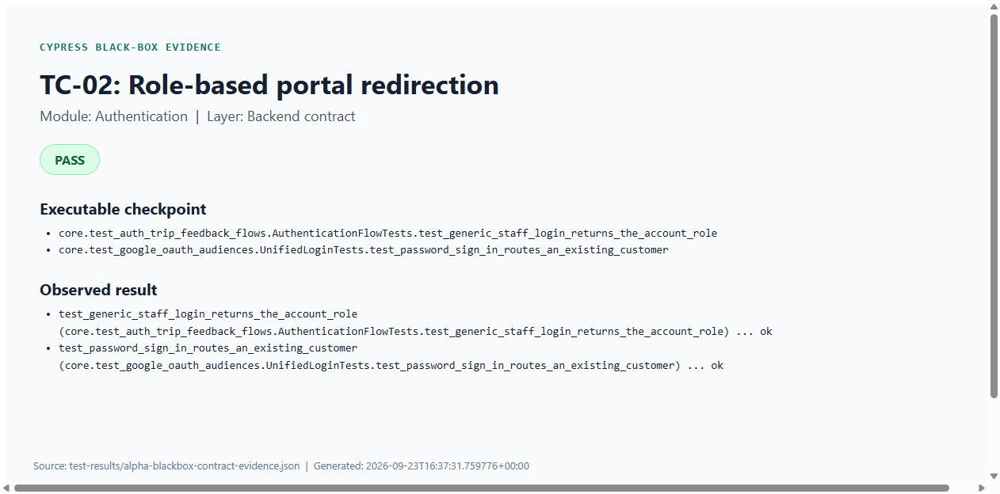 CYPRESS BLACK-BOX EVIDENCE
TC-02: Role-based portal redirection
Module: Authentication | Layer: Backend contract
PASS
Executable checkpoint
• core.test_auth_trip_feedback_flows.AuthenticationFlowTests.test_generic_staff_login_returns_the_account_role
• core.test_google_oauth_audiences.UnifiedLoginTests.test_password_sign_in_routes_an_existing_customer
Observed result
• test_generic_staff_login_returns_the_account_role
(core.test_auth_trip_feedback_flows.AuthenticationFlowTests.test_generic_staff_login_returns_the_account_role) ... ok
• test_password_sign_in_routes_an_existing_customer
(core.test_google_oauth_audiences.UnifiedLoginTests.test_password_sign_in_routes_an_existing_customer) ... ok
Source: test-results/alpha-blackbox-contract-evidence.json | Generated: 2026-09-23T16:37:31.759776+00:00